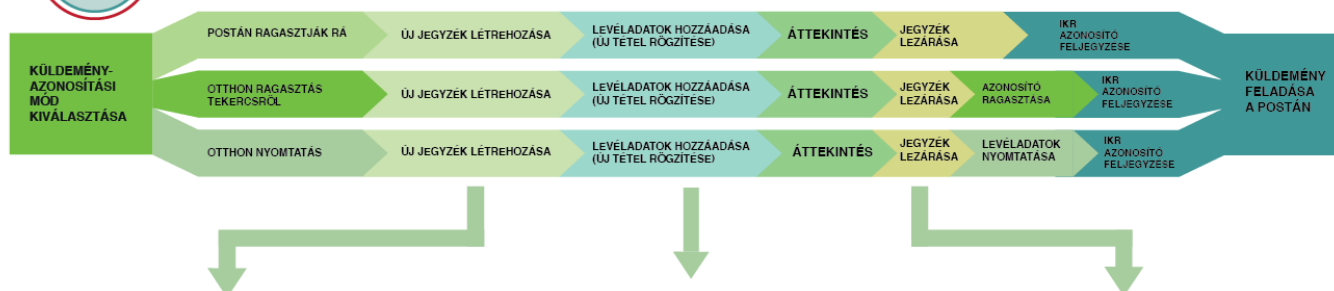 KÜLDEMÉNY-
AZONOSÍTÁSI
MÓD
KIVÁLASZTÁSA
POSTÁN RAGASZTJÁK RÁ
ÚJ JEGYZÉK LÉTREHOZÁSA
LEVÉLADATOK HOZZÁADÁSA
(ÚJ TÉTEL RÖGZÍTÉSE)
ÁTTEKINTÉS
JEGYZÉK
LEZÁRÁSA
IKR
AZONOSÍTÓ
FELJEGYZÉSE
OTTHON RAGASZTÁS
TEKERCSRŐL
ÚJ JEGYZÉK LÉTREHOZÁSA
LEVÉLADATOK HOZZÁADÁSA
(ÚJ TÉTEL RÖGZÍTÉSE)
ÁTTEKINTÉS
JEGYZÉK
LEZÁRÁSA
AZONOSÍTÓ
RAGASZTÁSA
IKR
AZONOSÍTÓ
FELJEGYZÉSE
OTTHON NYOMTATÁS
ÚJ JEGYZÉK LÉTREHOZÁSA
LEVÉLADATOK HOZZÁADÁSA
(ÚJ TÉTEL RÖGZÍTÉSE)
ÁTTEKINTÉS
JEGYZÉK
LEZÁRÁSA
LEVÉLADATOK
NYOMTATÁSA
IKR
AZONOSÍTÓ
FELJEGYZÉSE
KÜLDEMÉNY
FELADÁSA
A POSTÁN